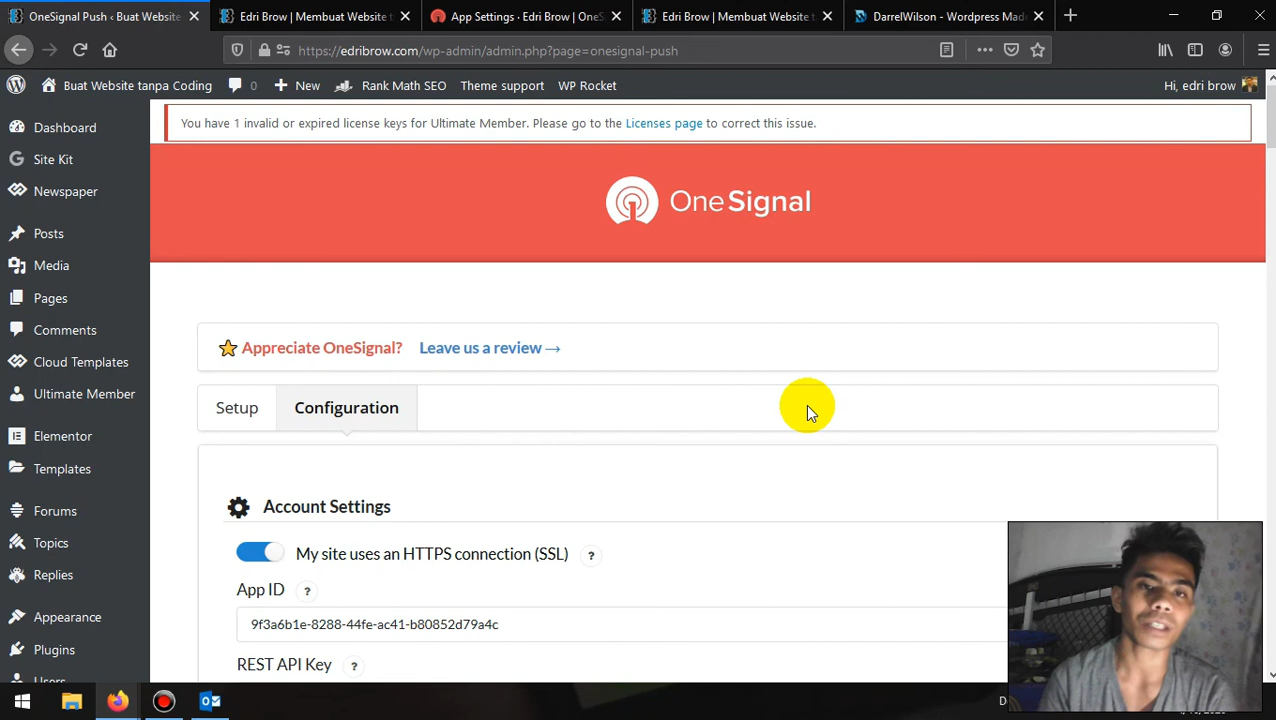 OneSignal Push ‹ Buat Website
Edri Brow | Membuat Website t
App Settings · Edri Brow | OneS
Edri Brow | Membuat Website t
DarrelWilson - Wordpress Mad
https://edribrow.com/wp-admin/admin.php?page=onesignal-push
Buat Website tanpa Coding
0
New
Rank Math SEO
Theme support
WP Rocket
Hi, edri brow
Dashboard
Site Kit
Newspaper
Posts
Media
Pages
Comments
Cloud Templates
Ultimate Member
Elementor
Templates
Forums
Topics
Replies
Appearance
Plugins
You have 1 invalid or expired license keys for Ultimate Member. Please go to the Licenses page to correct this issue.
OneSignal
Appreciate OneSignal? Leave us a review →
Setup
Configuration
Account Settings
My site uses an HTTPS connection (SSL) ?
App ID ?
9f3a6b1e-8288-44fe-ac41-b80852d79a4c
REST API Key ?